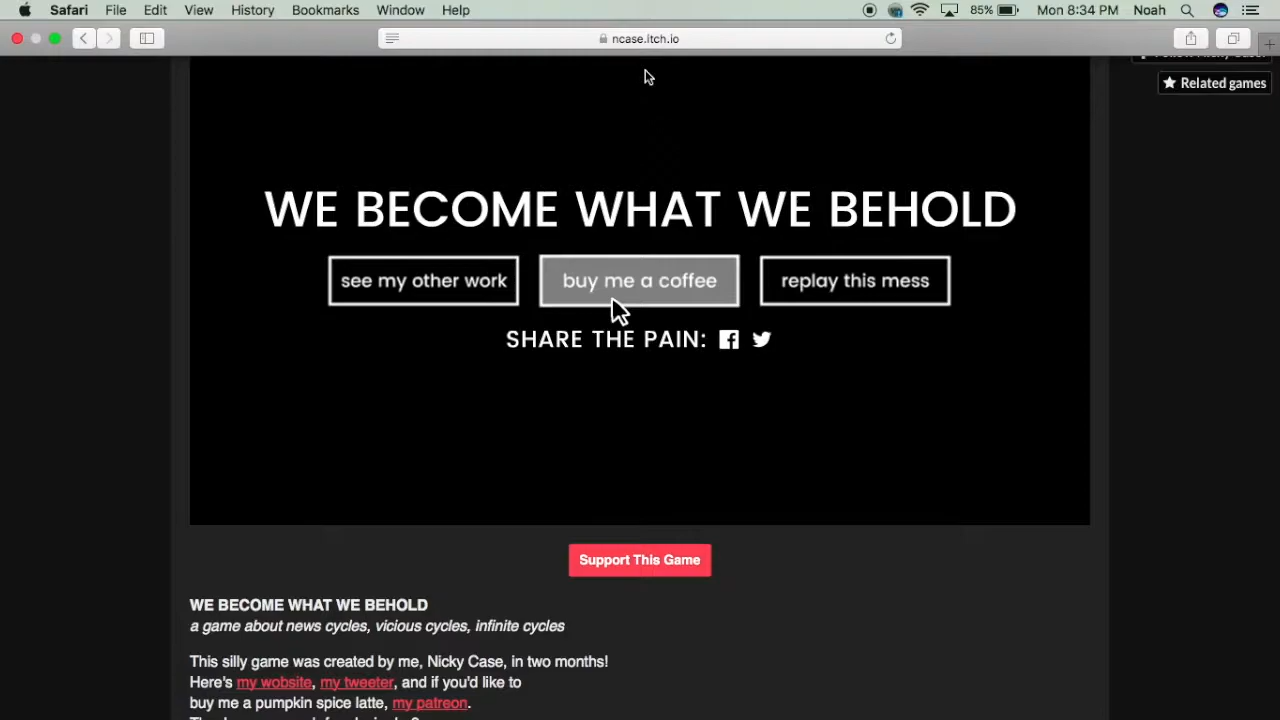 Safari File Edit View History Bookmarks Window Help 85% Mon 8:34 PM Noah
ncase.itch.io
Related games
WE BECOME WHAT WE BEHOLD
see my other work buy me a coffee replay this mess
SHARE THE PAIN:
Support This Game
WE BECOME WHAT WE BEHOLD
a game about news cycles, vicious cycles, infinite cycles
This silly game was created by me, Nicky Case, in two months!
Here's my wobsite, my tweeter, and if you'd like to
buy me a pumpkin spice latte, my patreon.